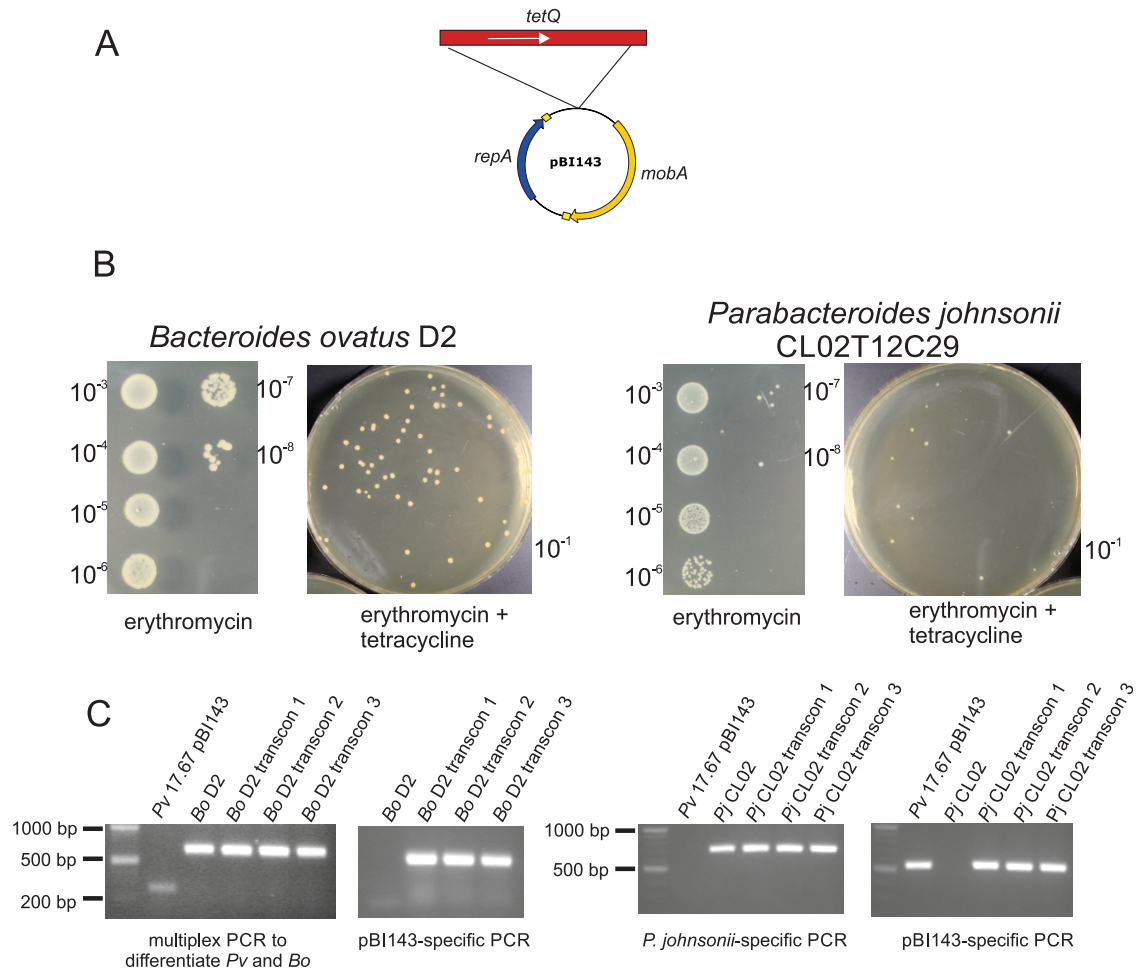 A
tetQ
repA
pBI143
mobA
B
Bacteroides ovatus D2
Parabacteroides johnsonii
CL02T12C29
10-3
10-4
10-5
10-6
10-7
10-8
10-1
erythromycin
erythromycin +
tetracycline
10-3
10-4
10-5
10-6
10-7
10-8
10-1
erythromycin
erythromycin +
tetracycline
C
Pv 17.67 pBI143
Bo D2
Bo D2 transcon 1
Bo D2 transcon 2
Bo D2 transcon 3
1000 bp
500 bp
200 bp
multiplex PCR to
differentiate Pv and Bo
Bo D2
Bo D2 transcon 1
Bo D2 transcon 2
Bo D2 transcon 3
pBI143-specific PCR
Pv 17.67 pBI143
Pj CL02
Pj CL02 transcon 1
Pj CL02 transcon 2
Pj CL02 transcon 3
1000 bp
500 bp
P. johnsonii-specific PCR
Pv 17.67 pBI143
Pj CL02
Pj CL02 transcon 1
Pj CL02 transcon 2
Pj CL02 transcon 3
pBI143-specific PCR